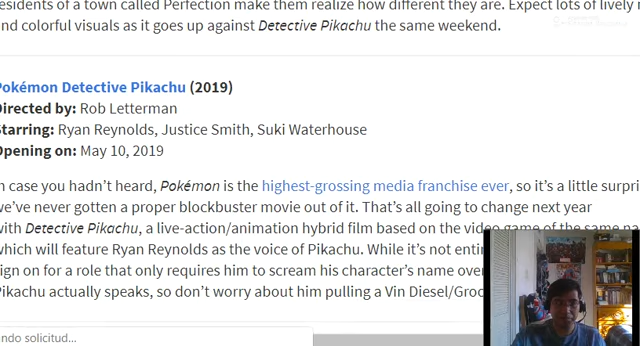 esidents of a town called Perfection make them realize how different they are. Expect lots of lively
nd colorful visuals as it goes up against Detective Pikachu the same weekend.
Pokémon Detective Pikachu (2019)
Directed by: Rob Letterman
Starring: Ryan Reynolds, Justice Smith, Suki Waterhouse
Opening on: May 10, 2019
n case you hadn't heard, Pokémon is the highest-grossing media franchise ever, so it's a little surpri
we've never gotten a proper blockbuster movie out of it. That's all going to change next year
with Detective Pikachu, a live-action/animation hybrid film based on the video game of the same na
which will feature Ryan Reynolds as the voice of Pikachu. While it's not entir
ign on for a role that only requires him to scream his character's name over
Pikachu actually speaks, so don't worry about him pulling a Vin Diesel/Groo
ndo solicitud...